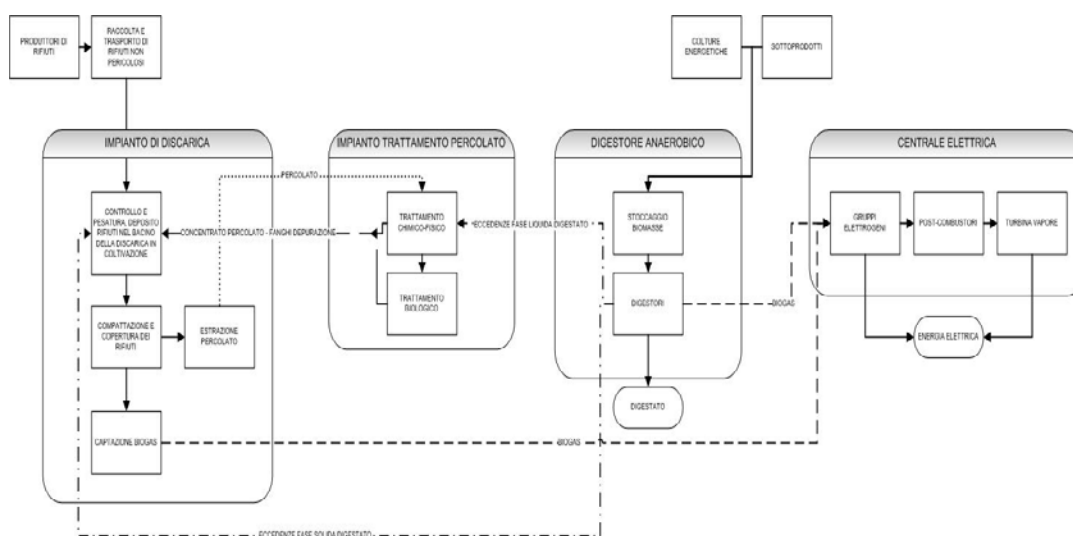 PRODUTTORI DI
RIFIUTI
RACCOLTA E
TRASPORTO DI
RIFIUTI NON
PERICOLOSI
COLTURE
ENERGETICHE
SOTTOPRODOTTI
IMPIANTO DI DISCARICA
IMPIANTO TRATTAMENTO PERCOLATO
DIGESTORE ANAEROBICO
CENTRALE ELETTRICA
PERCOLATO
CONTROLLO E
PESATURA, DEPOSITO
RIFIUTI NEL BACINO
DELLA DISCARICA IN
COLTIVAZIONE
CONCENTRATO PERCOLATO - FANGHI DEPURAZIONE
TRATTAMENTO
CHIMICO-FISICO
ECCEDENZE FASE LIQUIDA DIGESTATO
STOCCAGGIO
BIOMASSE
GRUPPI
ELETTROGENI
POST-COMBUSTORI
TURBINA VAPORE
TRATTAMENTO
BIOLOGICO
DIGESTORI
BIOGAS
COMPATTAZIONE E
COPERTURA DEI
RIFIUTI
ESTRAZIONE
PERCOLATO
ENERGIA ELETTRICA
DIGESTATO
CAPTAZIONE BIOGAS
BIOGAS
ECCEDENZE FASE SOLIDA DIGESTATO